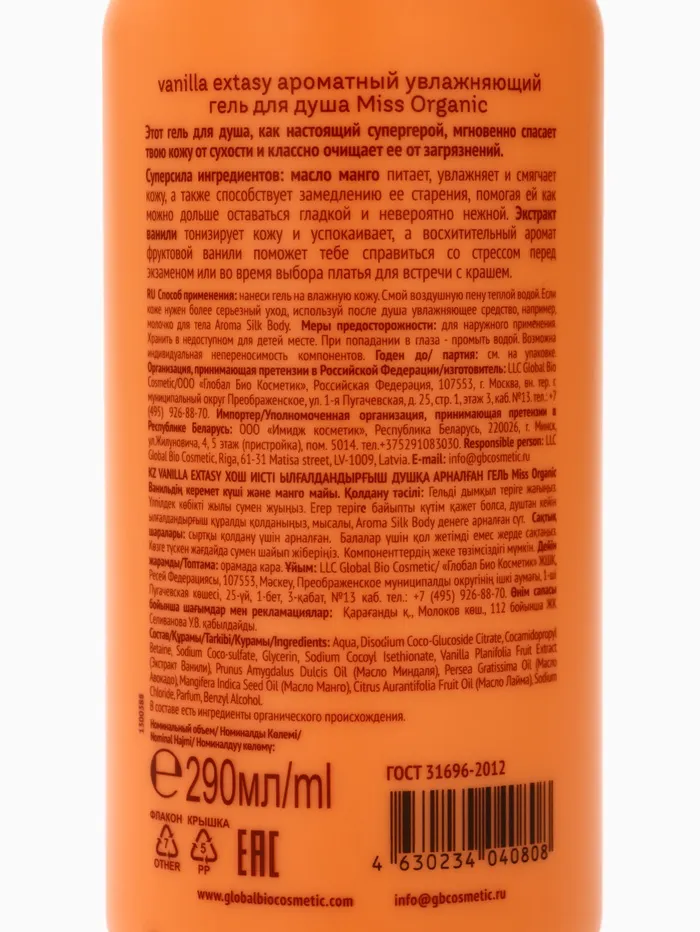 vanilla extasy ароматный увлажняющий
гель для душа Miss Organic
Этот гель для душа, как настоящий супергерой, мгновенно спасает
твою кожу от сухости и классно очищает ее от загрязнений.
Суперсила ингредиентов: масло манго питает, увлажняет и смягчает
кожу, а также способствует замедлению ее старения, помогая ей как
можно дольше оставаться гладкой и невероятно нежной. Экстракт
ванили тонизирует кожу и успокаивает, а восхитительный аромат
фруктовой ванили поможет тебе справиться со стрессом перед
экзаменом или во время выбора платья для встречи с крашем.
RU Способ применения: нанеси гель на влажную кожу. Смой воздушную пену теплой водой. Если
коже нужен более серьезный уход, используй после душа увлажняющее средство, например,
молочко для тела Aroma Silk Body. Меры предосторожности: для наружного применения.
Хранить в недоступном для детей месте. При попадании в глаза - промыть водой. Возможна
индивидуальная непереносимость компонентов. Годен до/ партия: см. на упаковке.
Организация, принимающая претензии в Российской Федерации/изготовитель: LLC Global Bio
Cosmetic/ООО «Глобал Био Косметик», Российская Федерация, 107553, г. Москва, вн. тер. г.
муниципальный округ Преображенское, ул. 1-я Пугачевская, д. 25, стр. 1, этаж 3, каб. №13. тел.: +7
(495) 926-88-70. Импортер/Уполномоченная организация, принимающая претензии в
Республике Беларусь: ООО «Имидж косметик», Республика Беларусь, 220026, г. Минск,
ул.Жилуновича, 4, 5 этаж (пристройка), пом. 5014. тел.+375291083030. Responsible person: LLC
Global Bio Cosmetic, Riga, 61-31 Matisa street, LV-1009, Latvia. E-mail: info@gbcosmetic.ru
KZ VANILLA EXTASY ХОШ ИІСТІ ЫЛҒАЛДАНДЫРҒЫШ ДУШҚА АРНАЛҒАН ГЕЛЬ Miss Organic
Ванильдің керемет күші және манго майы. Қолдану тәсілі: Гельді дымқыл теріге жағыңыз.
Үлпілдек көбікті жылы сумен жуыңыз. Егер теріге байыпты күтім қажет болса, душтан кейін
ылғалдандырғыш құралды қолданыңыз, мысалы, Aroma Silk Body денеге арналған сүт. Сақтық
шаралары: сыртқы қолдану үшін арналған. Балалар үшін қол жетімді емес жерде сақтаңыз.
Көзге түскен жағдайда сумен шайып жіберіңіз. Компоненттердің жеке төзімсіздігі мүмкін. Дейін
жарамды/Топтама: орамада қара. Ұйым: LLC Global Bio Cosmetic/ «Глобал Био Косметик» ЖШҚ,
Ресей Федерациясы, 107553, Мәскеу, Преображенское муниципалды округінің ішкі аумағы, 1-ші
Пугачевская көшесі, 25-үй, 1-бет, 3-қабат, №13 каб. тел.: +7 (495) 926-88-70. Өнім сапасы
бойынша шағымдар мен рекламациялар: Қарағанды қ., Молоков көш., 112 бойынша ЖК
Селиванова У.В. қабылдайды.
Состав/Құрамы/Tarkibi/Курамы/Ingredients: Aqua, Disodium Coco-Glucoside Citrate, Cocamidopropyl
Betaine, Sodium Coco-sulfate, Glycerin, Sodium Cocoyl Isethionate, Vanilla Planifolia Fruit Extract
(Экстракт Ванили), Prunus Amygdalus Dulcis Oil (Масло Миндаля), Persea Gratissima Oil (Масло
Авокадо), Mangifera Indica Seed Oil (Масло Манго), Citrus Aurantifolia Fruit Oil (Масло Лайма), Sodium
Chloride, Parfum, Benzyl Alcohol.
В составе есть ингредиенты органического происхождения.
1300388
Номинальный объем/ Номиналды Көлемі/
Nominal Hajmi/ Номиналдуу көлөмү:
℮290мл/ml
ГОСТ 31696-2012
ФЛАКОН КРЫШКА
7 5
OTHER PP
EAC
4 630234 040808
www.globalbiocosmetic.com
info@gbcosmetic.ru